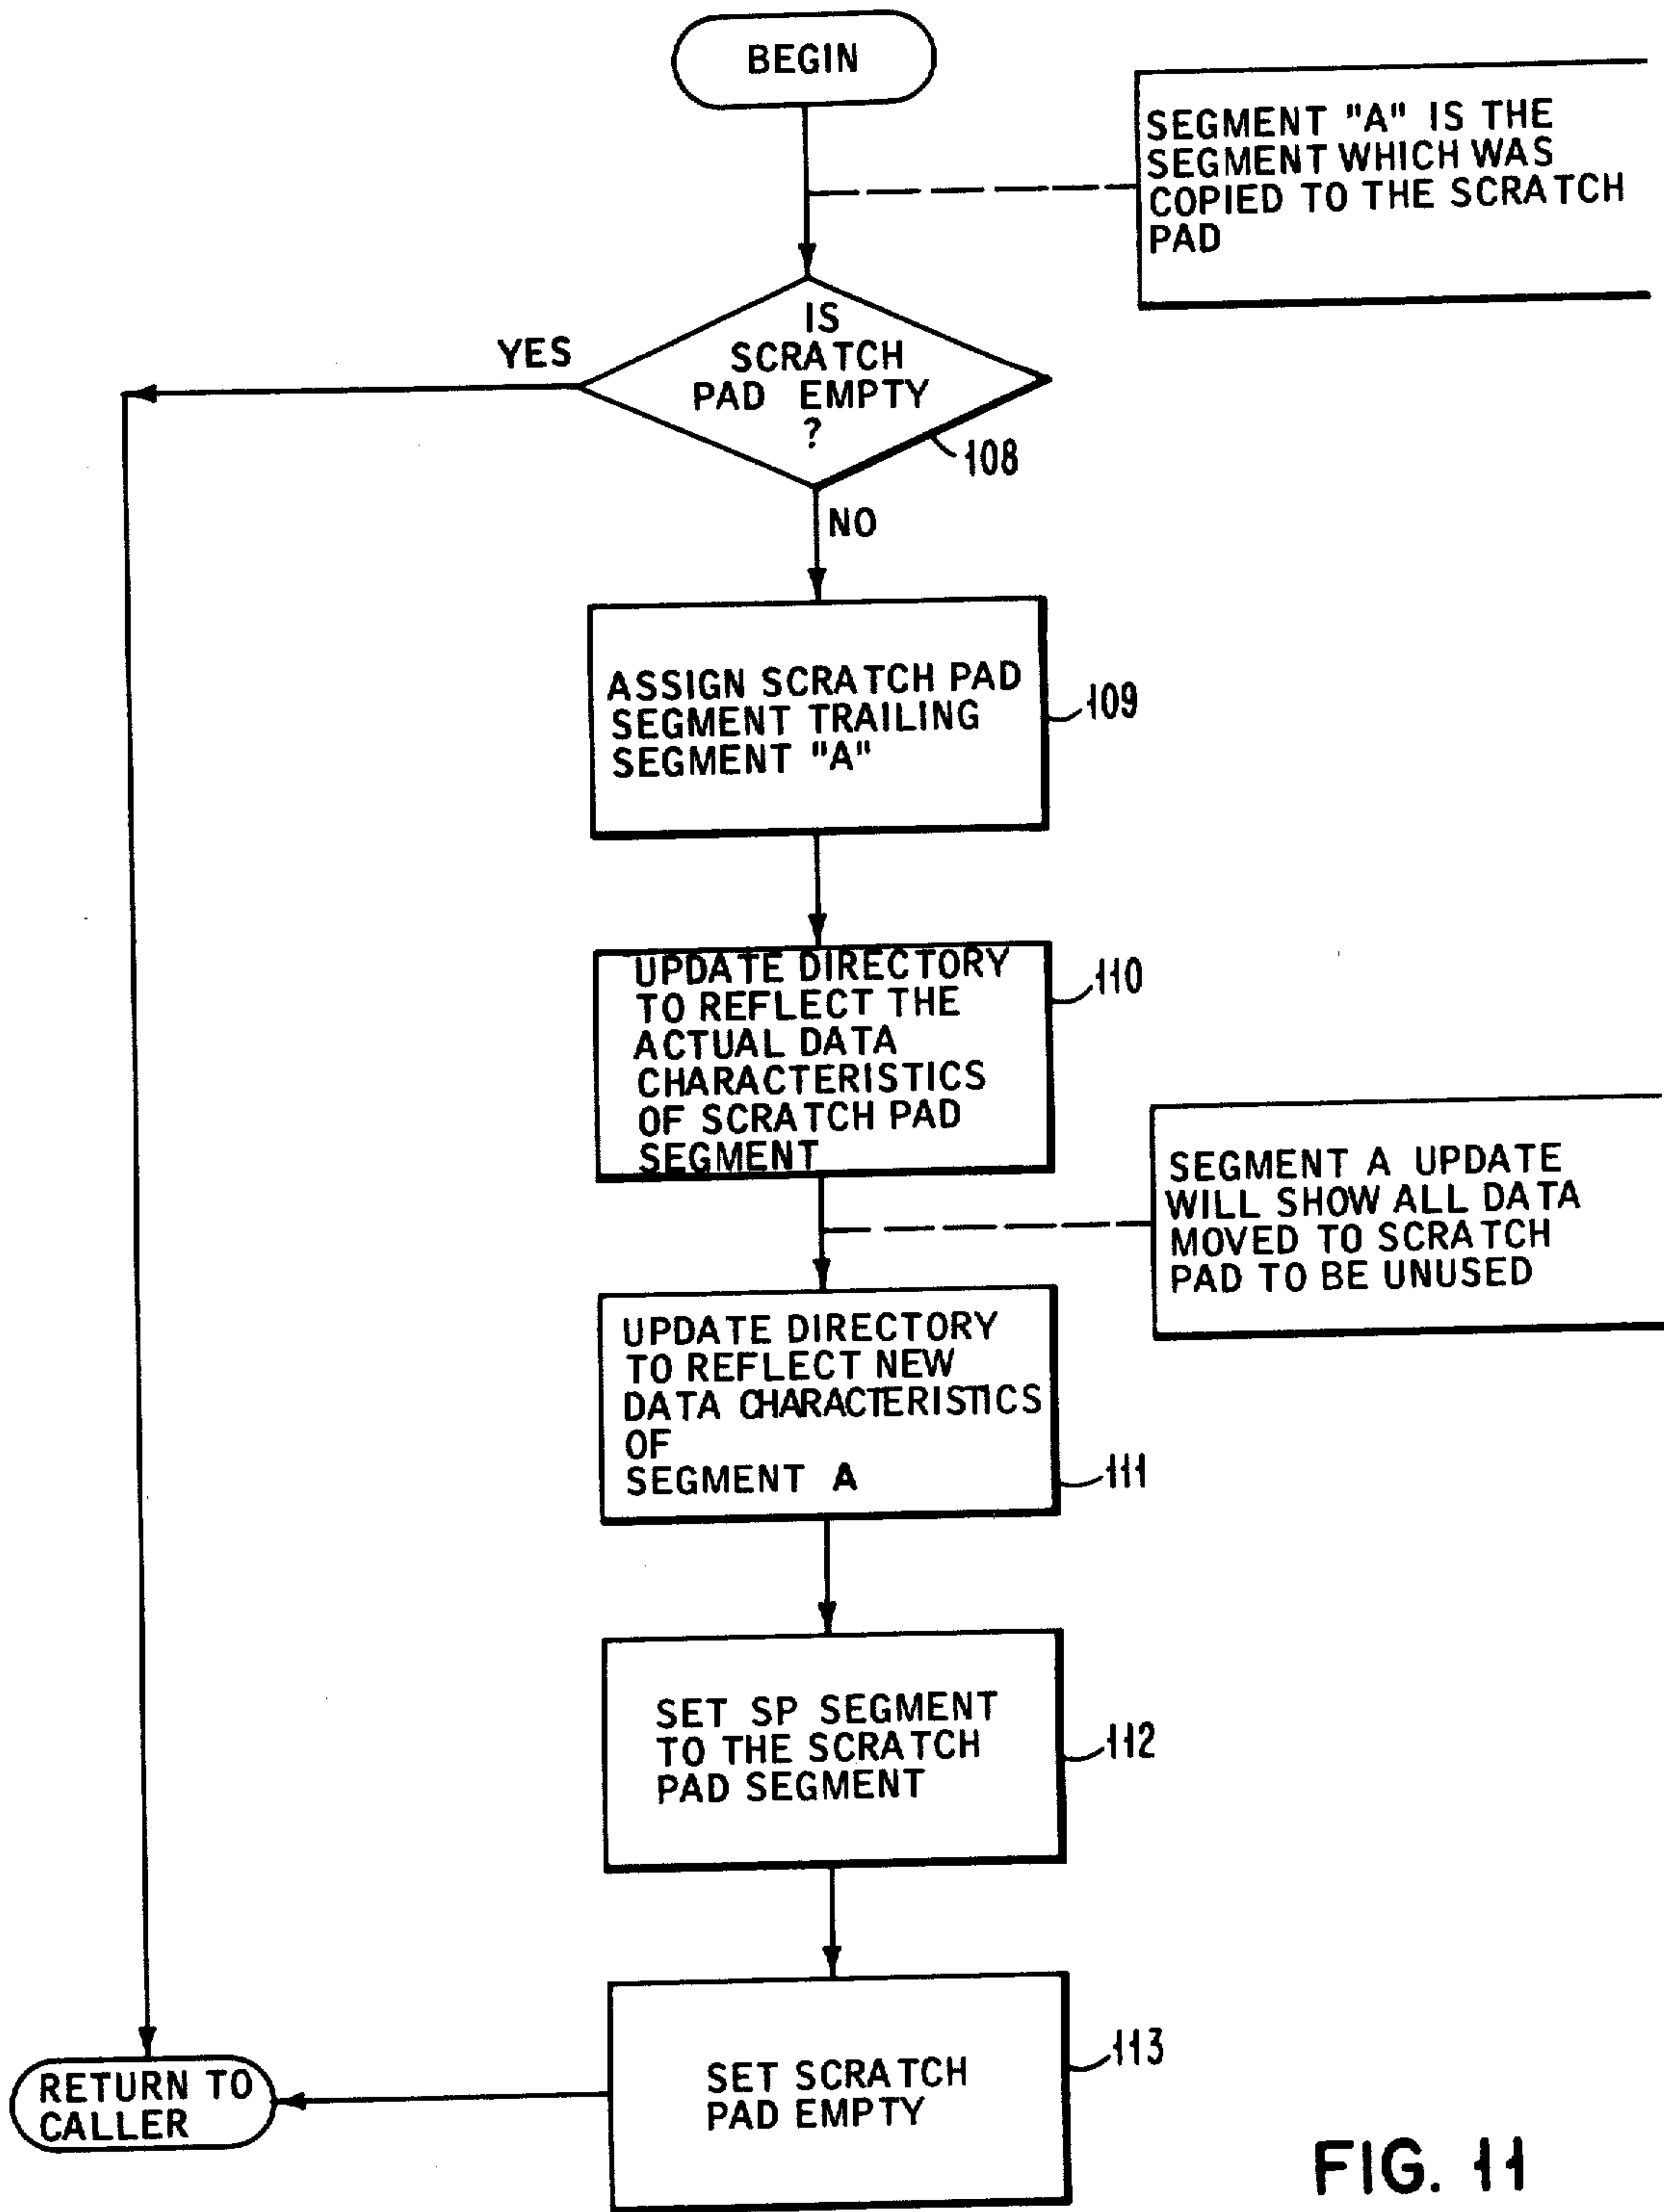 BEGIN
SEGMENT "A" IS THE
SEGMENT WHICH WAS
COPIED TO THE SCRATCH
PAD
IS
SCRATCH
PAD EMPTY
?
YES
108
NO
ASSIGN SCRATCH PAD
SEGMENT TRAILING
SEGMENT "A"
109
UPDATE DIRECTORY
TO REFLECT THE
ACTUAL DATA
CHARACTERISTICS
OF SCRATCH PAD
SEGMENT
110
SEGMENT A UPDATE
WILL SHOW ALL DATA
MOVED TO SCRATCH
PAD TO BE UNUSED
UPDATE DIRECTORY
TO REFLECT NEW
DATA CHARACTERISTICS
OF
SEGMENT A
111
SET SP SEGMENT
TO THE SCRATCH
PAD SEGMENT
112
SET SCRATCH
PAD EMPTY
113
RETURN TO
CALLER
FIG. 11